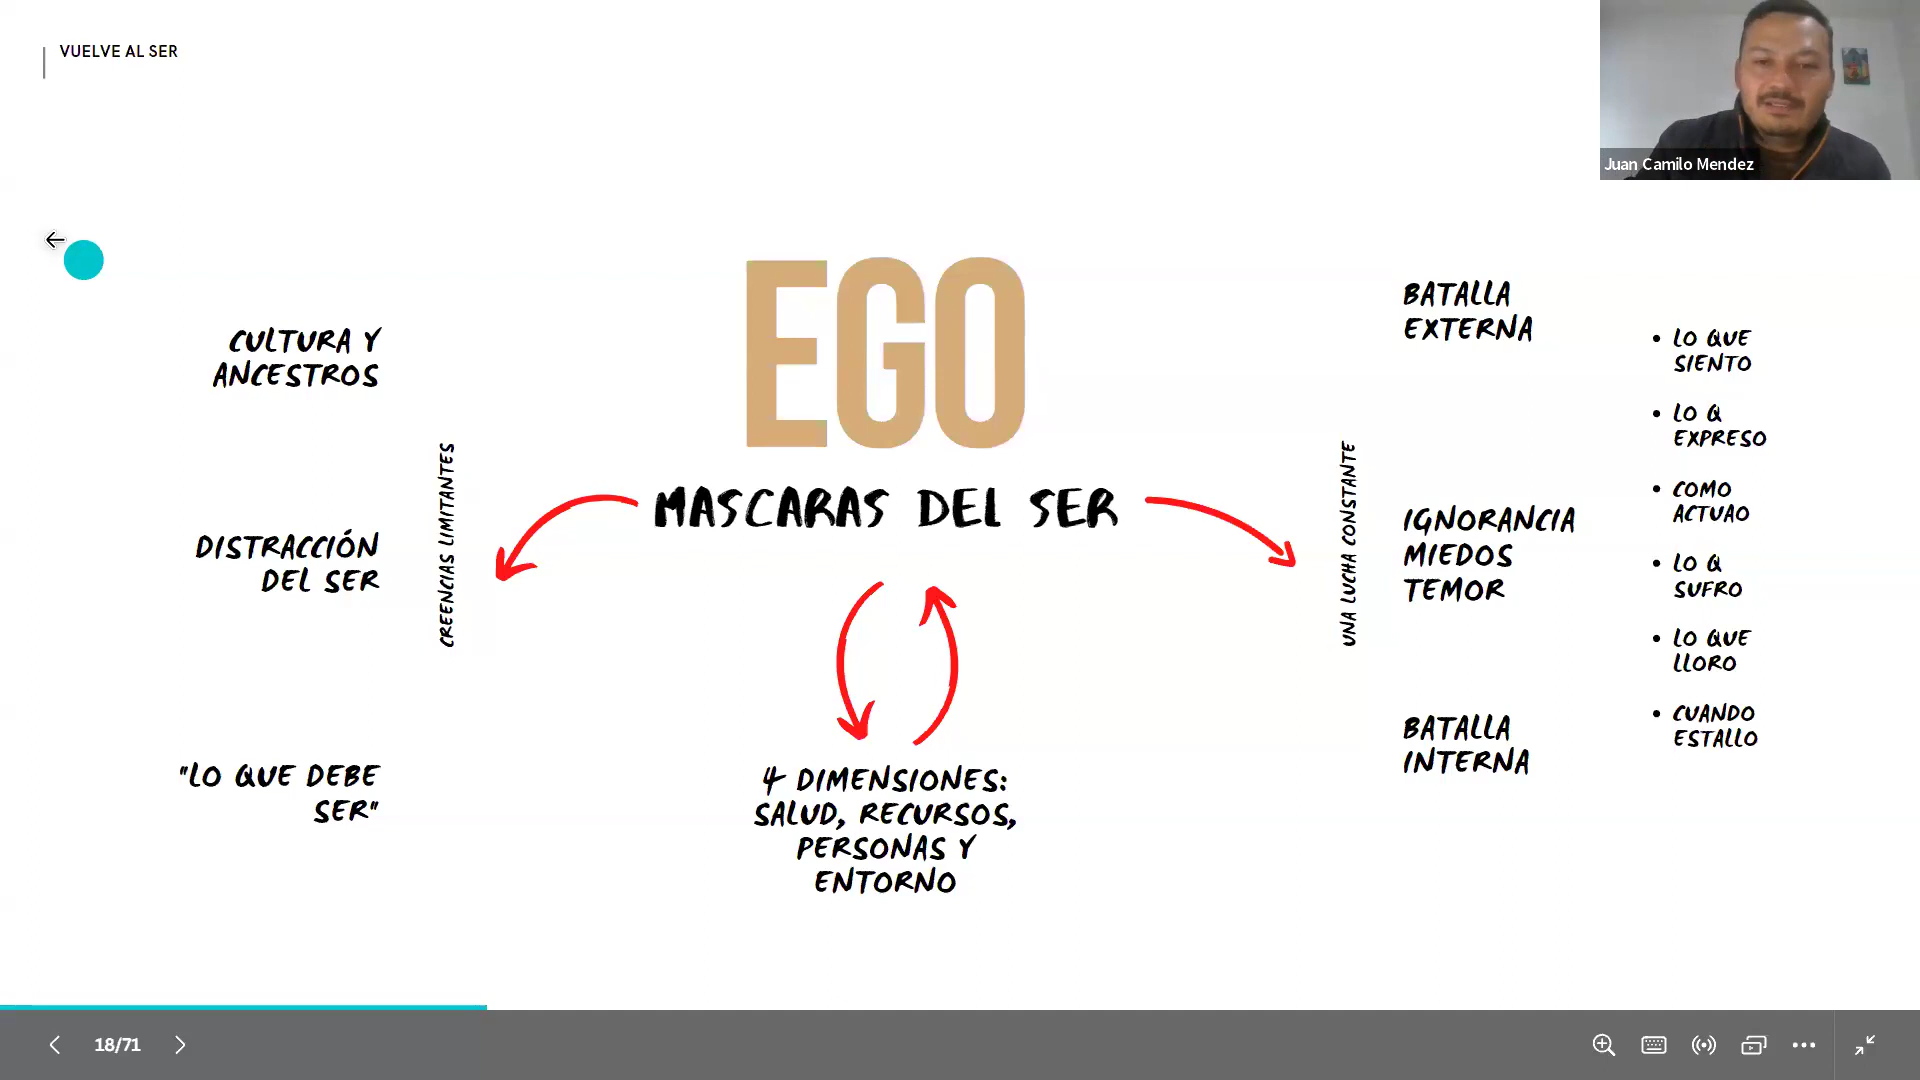 VUELVE AL SER
Juan Camilo Mendez
EGO
MASCARAS DEL SER
CULTURA Y
ANCESTROS
DISTRACCIÓN
DEL SER
"LO QUE DEBE
SER"
CREENCIAS LIMITANTES
4 DIMENSIONES:
SALUD, RECURSOS,
PERSONAS Y
ENTORNO
UNA LUCHA CONSTANTE
BATALLA
EXTERNA
IGNORANCIA
MIEDOS
TEMOR
BATALLA
INTERNA
• LO QUE
SIENTO
• LO Q
EXPRESO
• COMO
ACTUAO
• LO Q
SUFRO
• LO QUE
LLORO
• CUANDO
ESTALLO
18/71